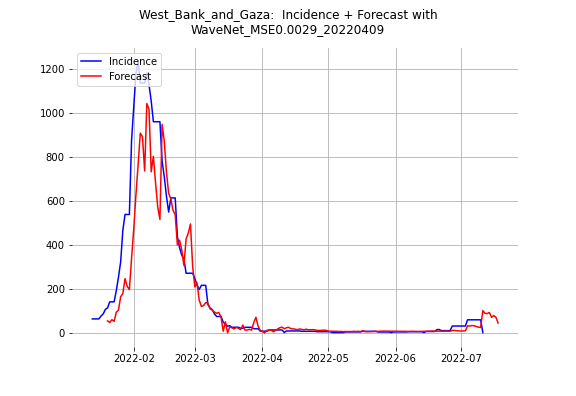 West_Bank_and_Gaza:  Incidence + Forecast with
WaveNet_MSE0.0029_20220409
Incidence
Forecast
1200
1000
800
600
400
200
0
2022-02 2022-03 2022-04 2022-05 2022-06 2022-07